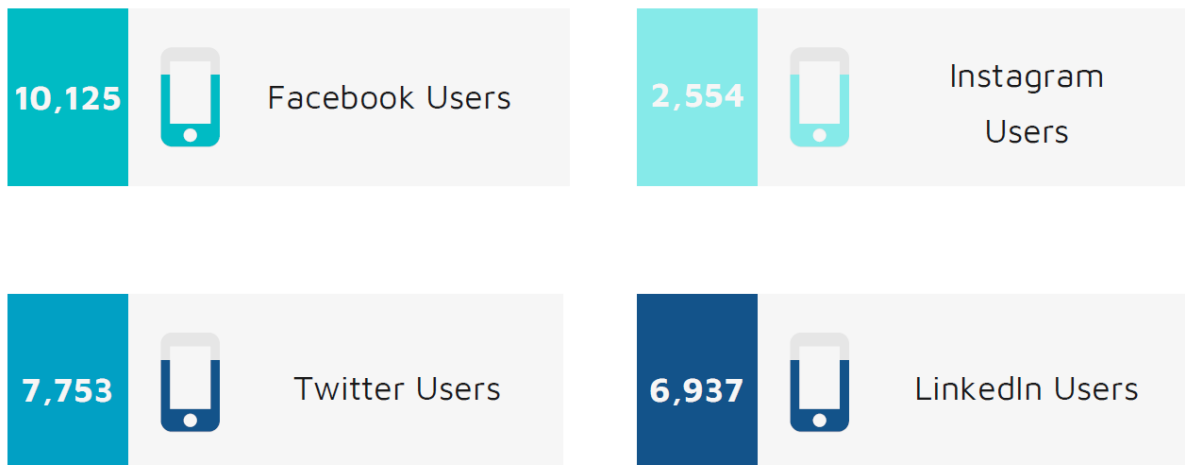 10,125
Facebook Users
2,554
Instagram
Users
7,753
Twitter Users
6,937
LinkedIn Users